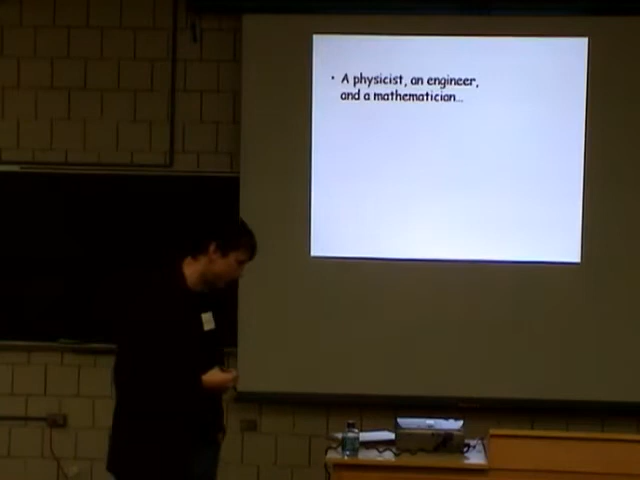 • A physicist, an engineer,
and a mathematician...